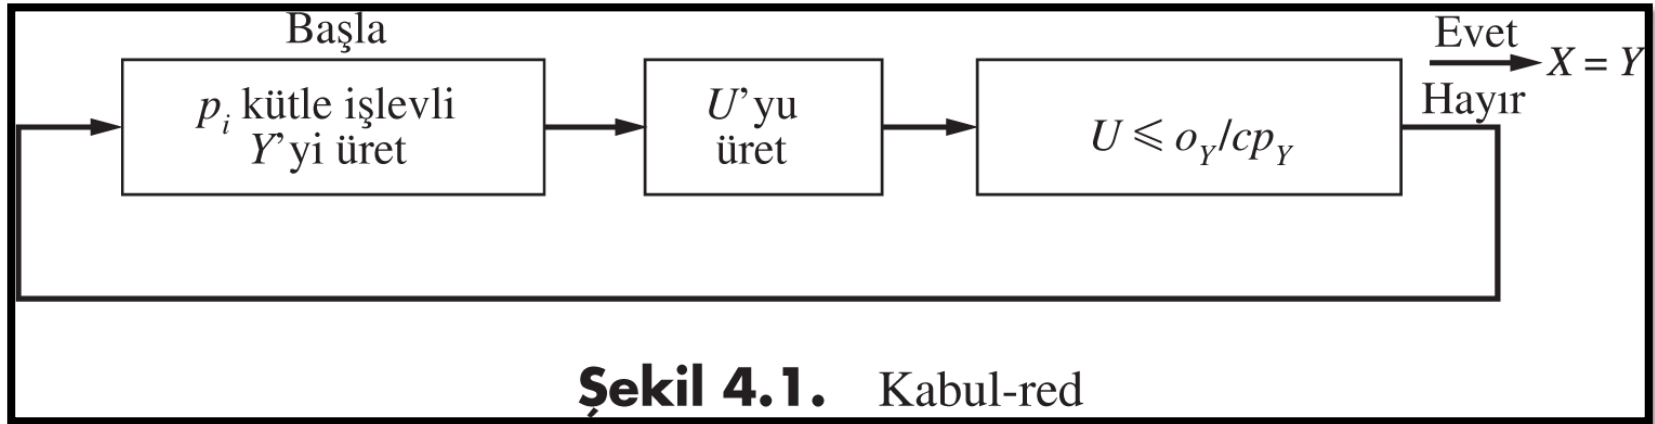 Başla
p_i kütle işlevli
Y'yi üret
U'yu
üret
U ⩽ o_Y/cp_Y
Evet
X = Y
Hayır
Şekil 4.1. Kabul-red